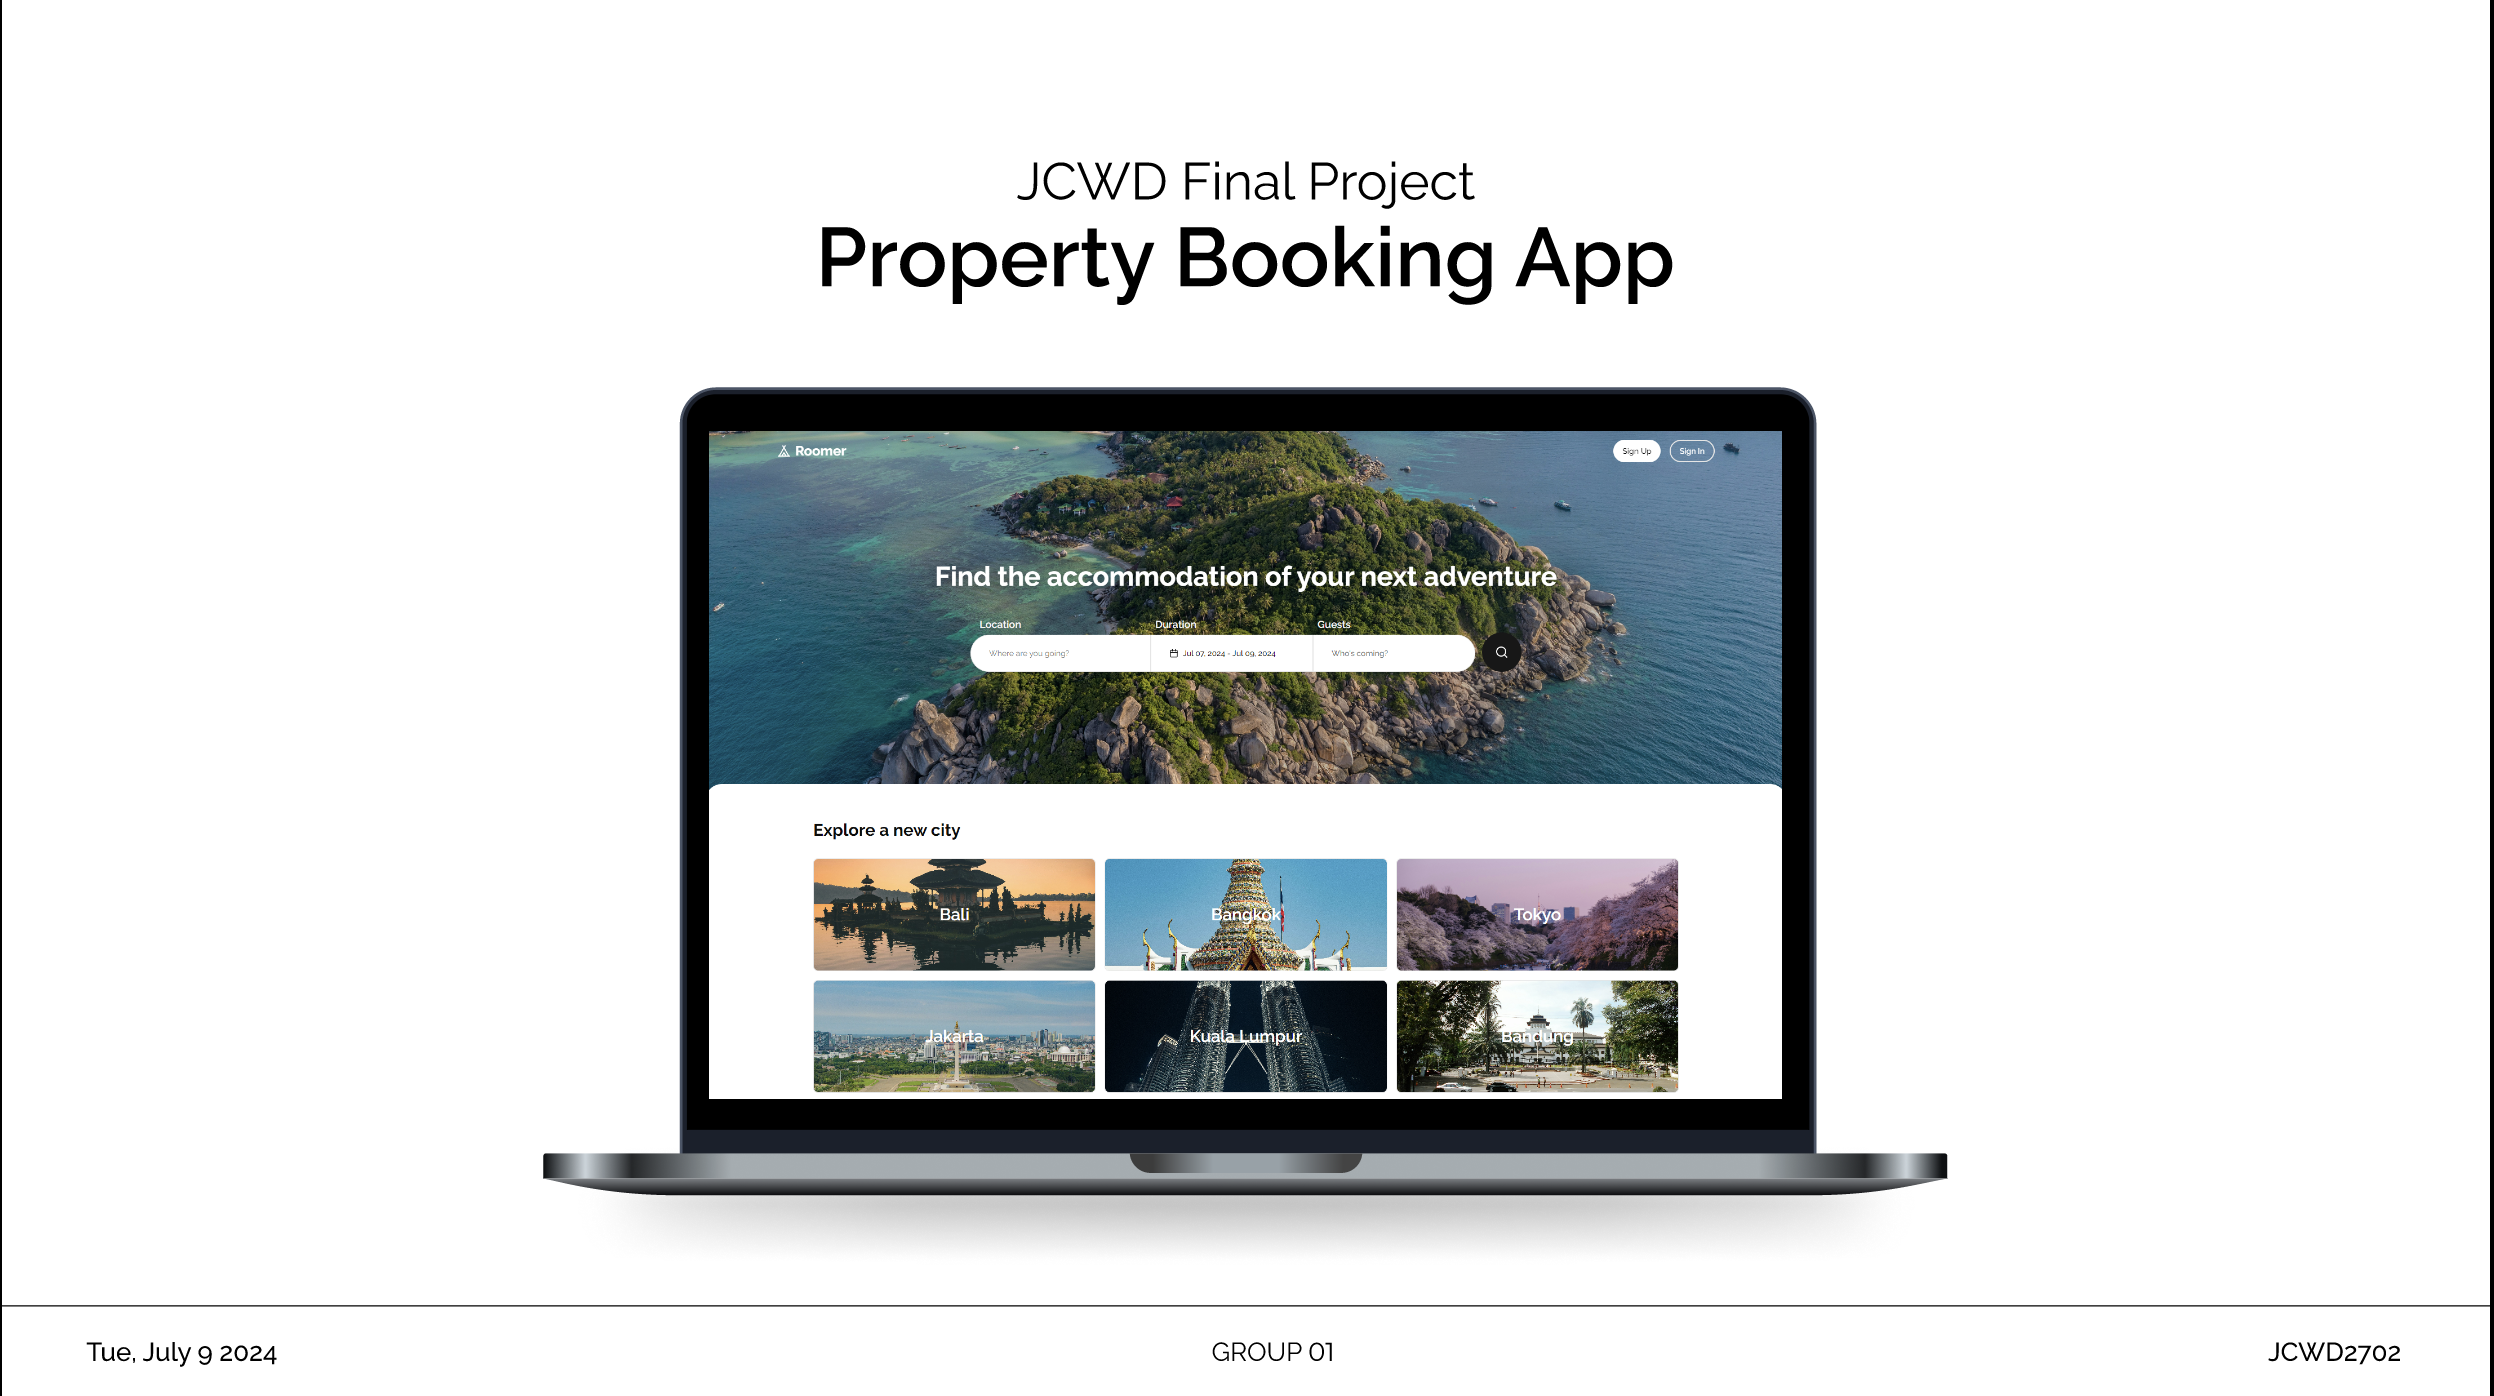 JCWD Final Project
Property Booking App
Roomer
Sign Up
Sign In
Find the accommodation of your next adventure
Location
Duration
Guests
Where are you going?
Jul 07, 2024 - Jul 09, 2024
Who's coming?
Explore a new city
Bali
Bangkok
Tokyo
Jakarta
Kuala Lumpur
Bandung
Tue, July 9 2024
GROUP 01
JCWD2702